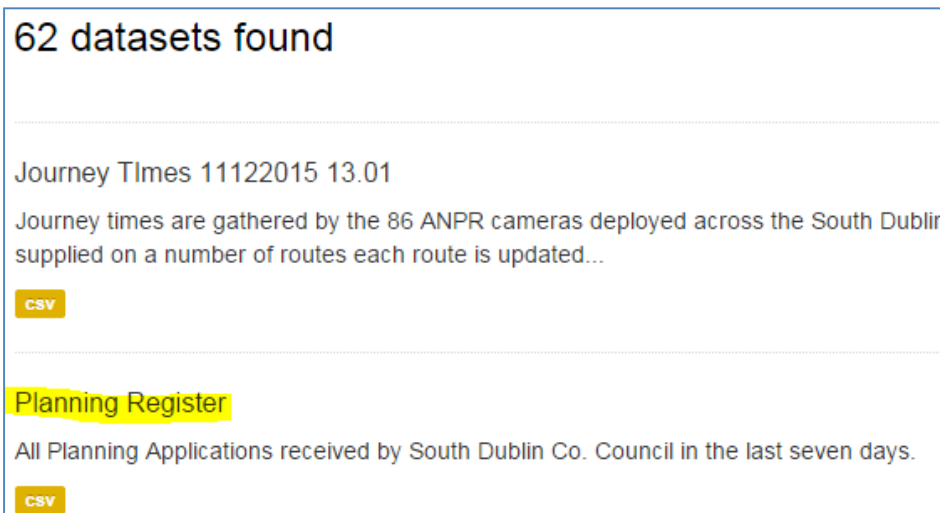 62 datasets found
Journey TImes 11122015 13.01
Journey times are gathered by the 86 ANPR cameras deployed across the South Dublin
supplied on a number of routes each route is updated...
csv
Planning Register
All Planning Applications received by South Dublin Co. Council in the last seven days.
csv